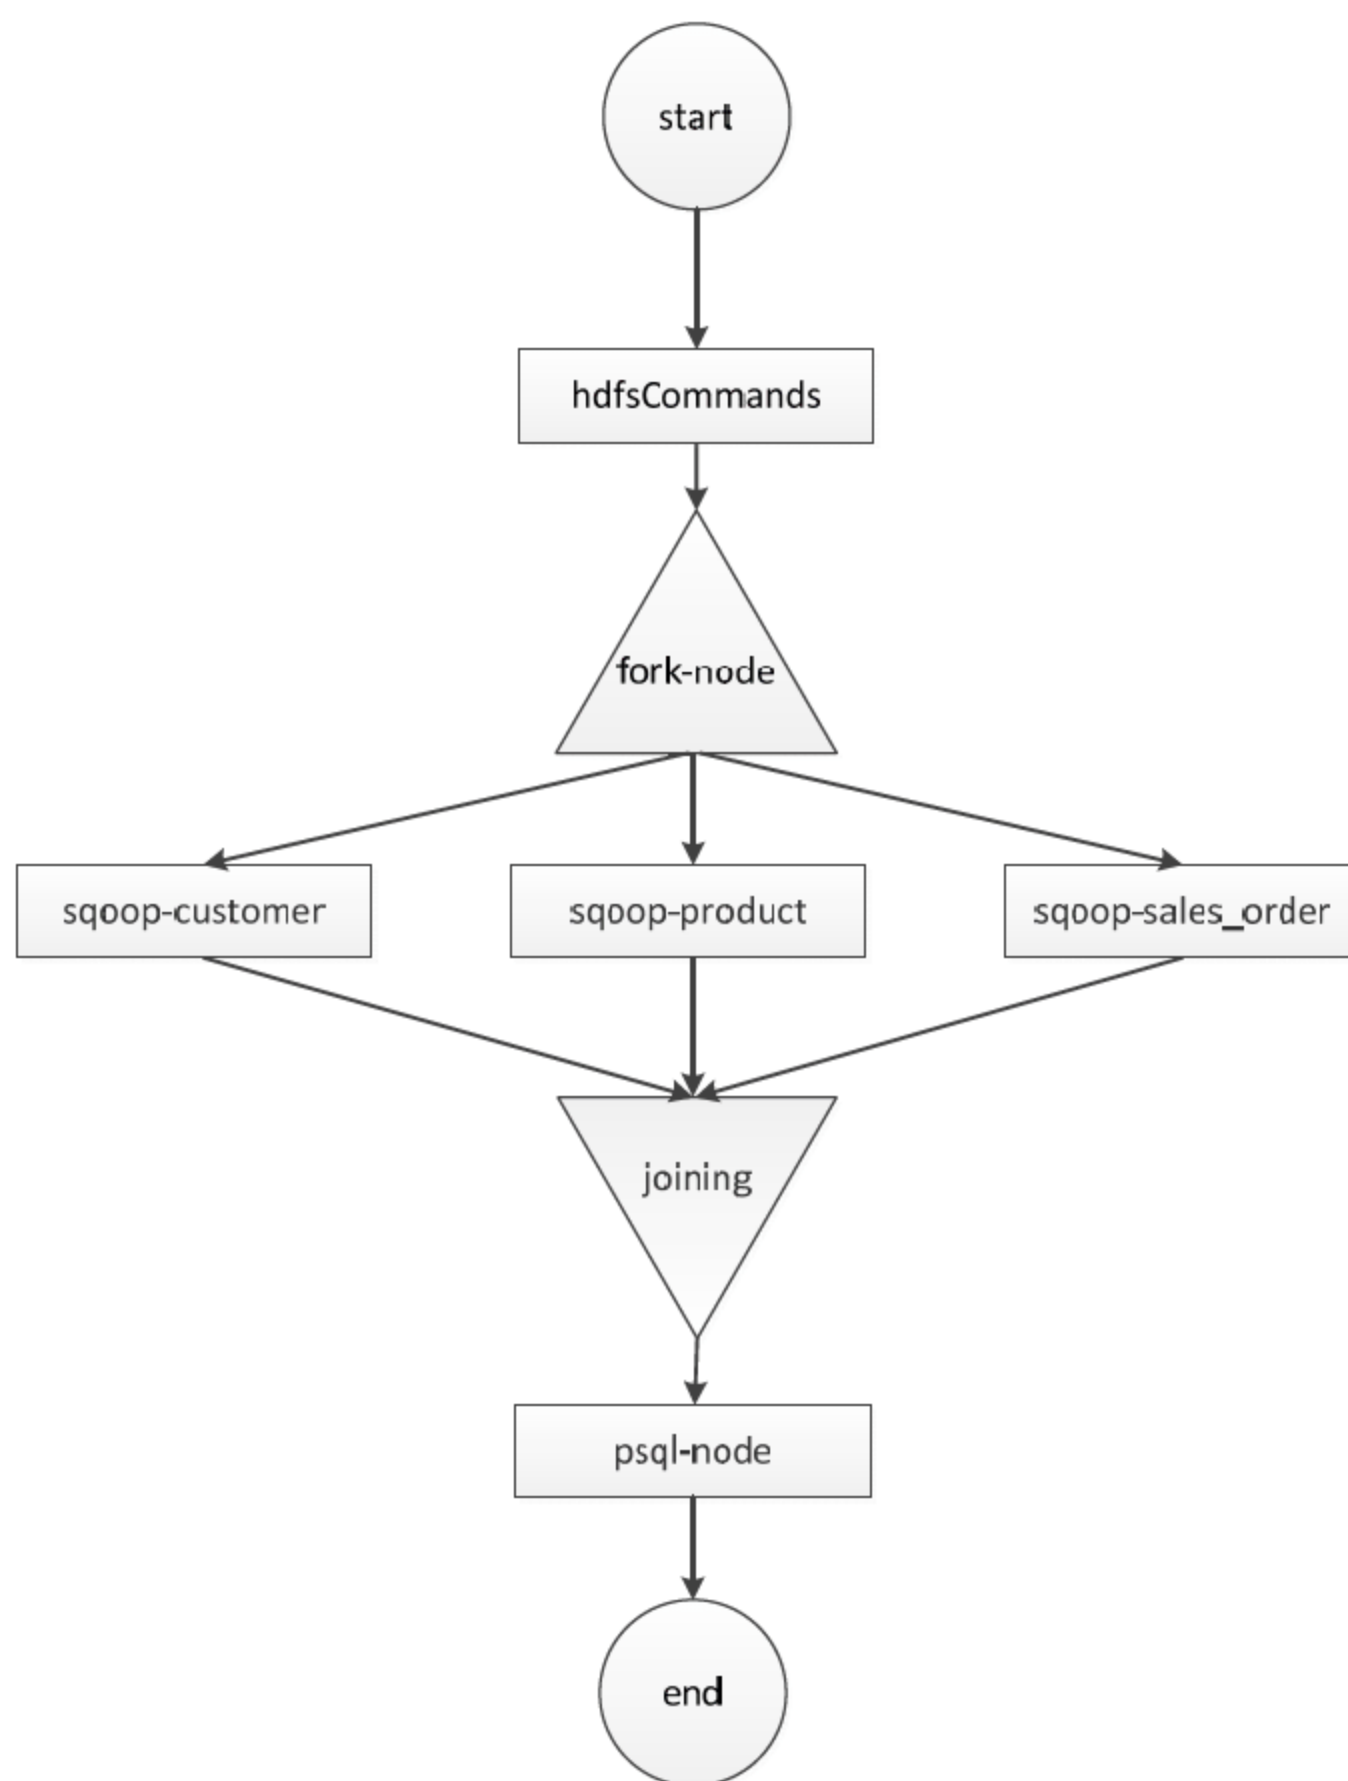 start
hdfsCommands
fork-node
sqoop-customer
sqoop-product
sqoop-sales_order
joining
psql-node
end